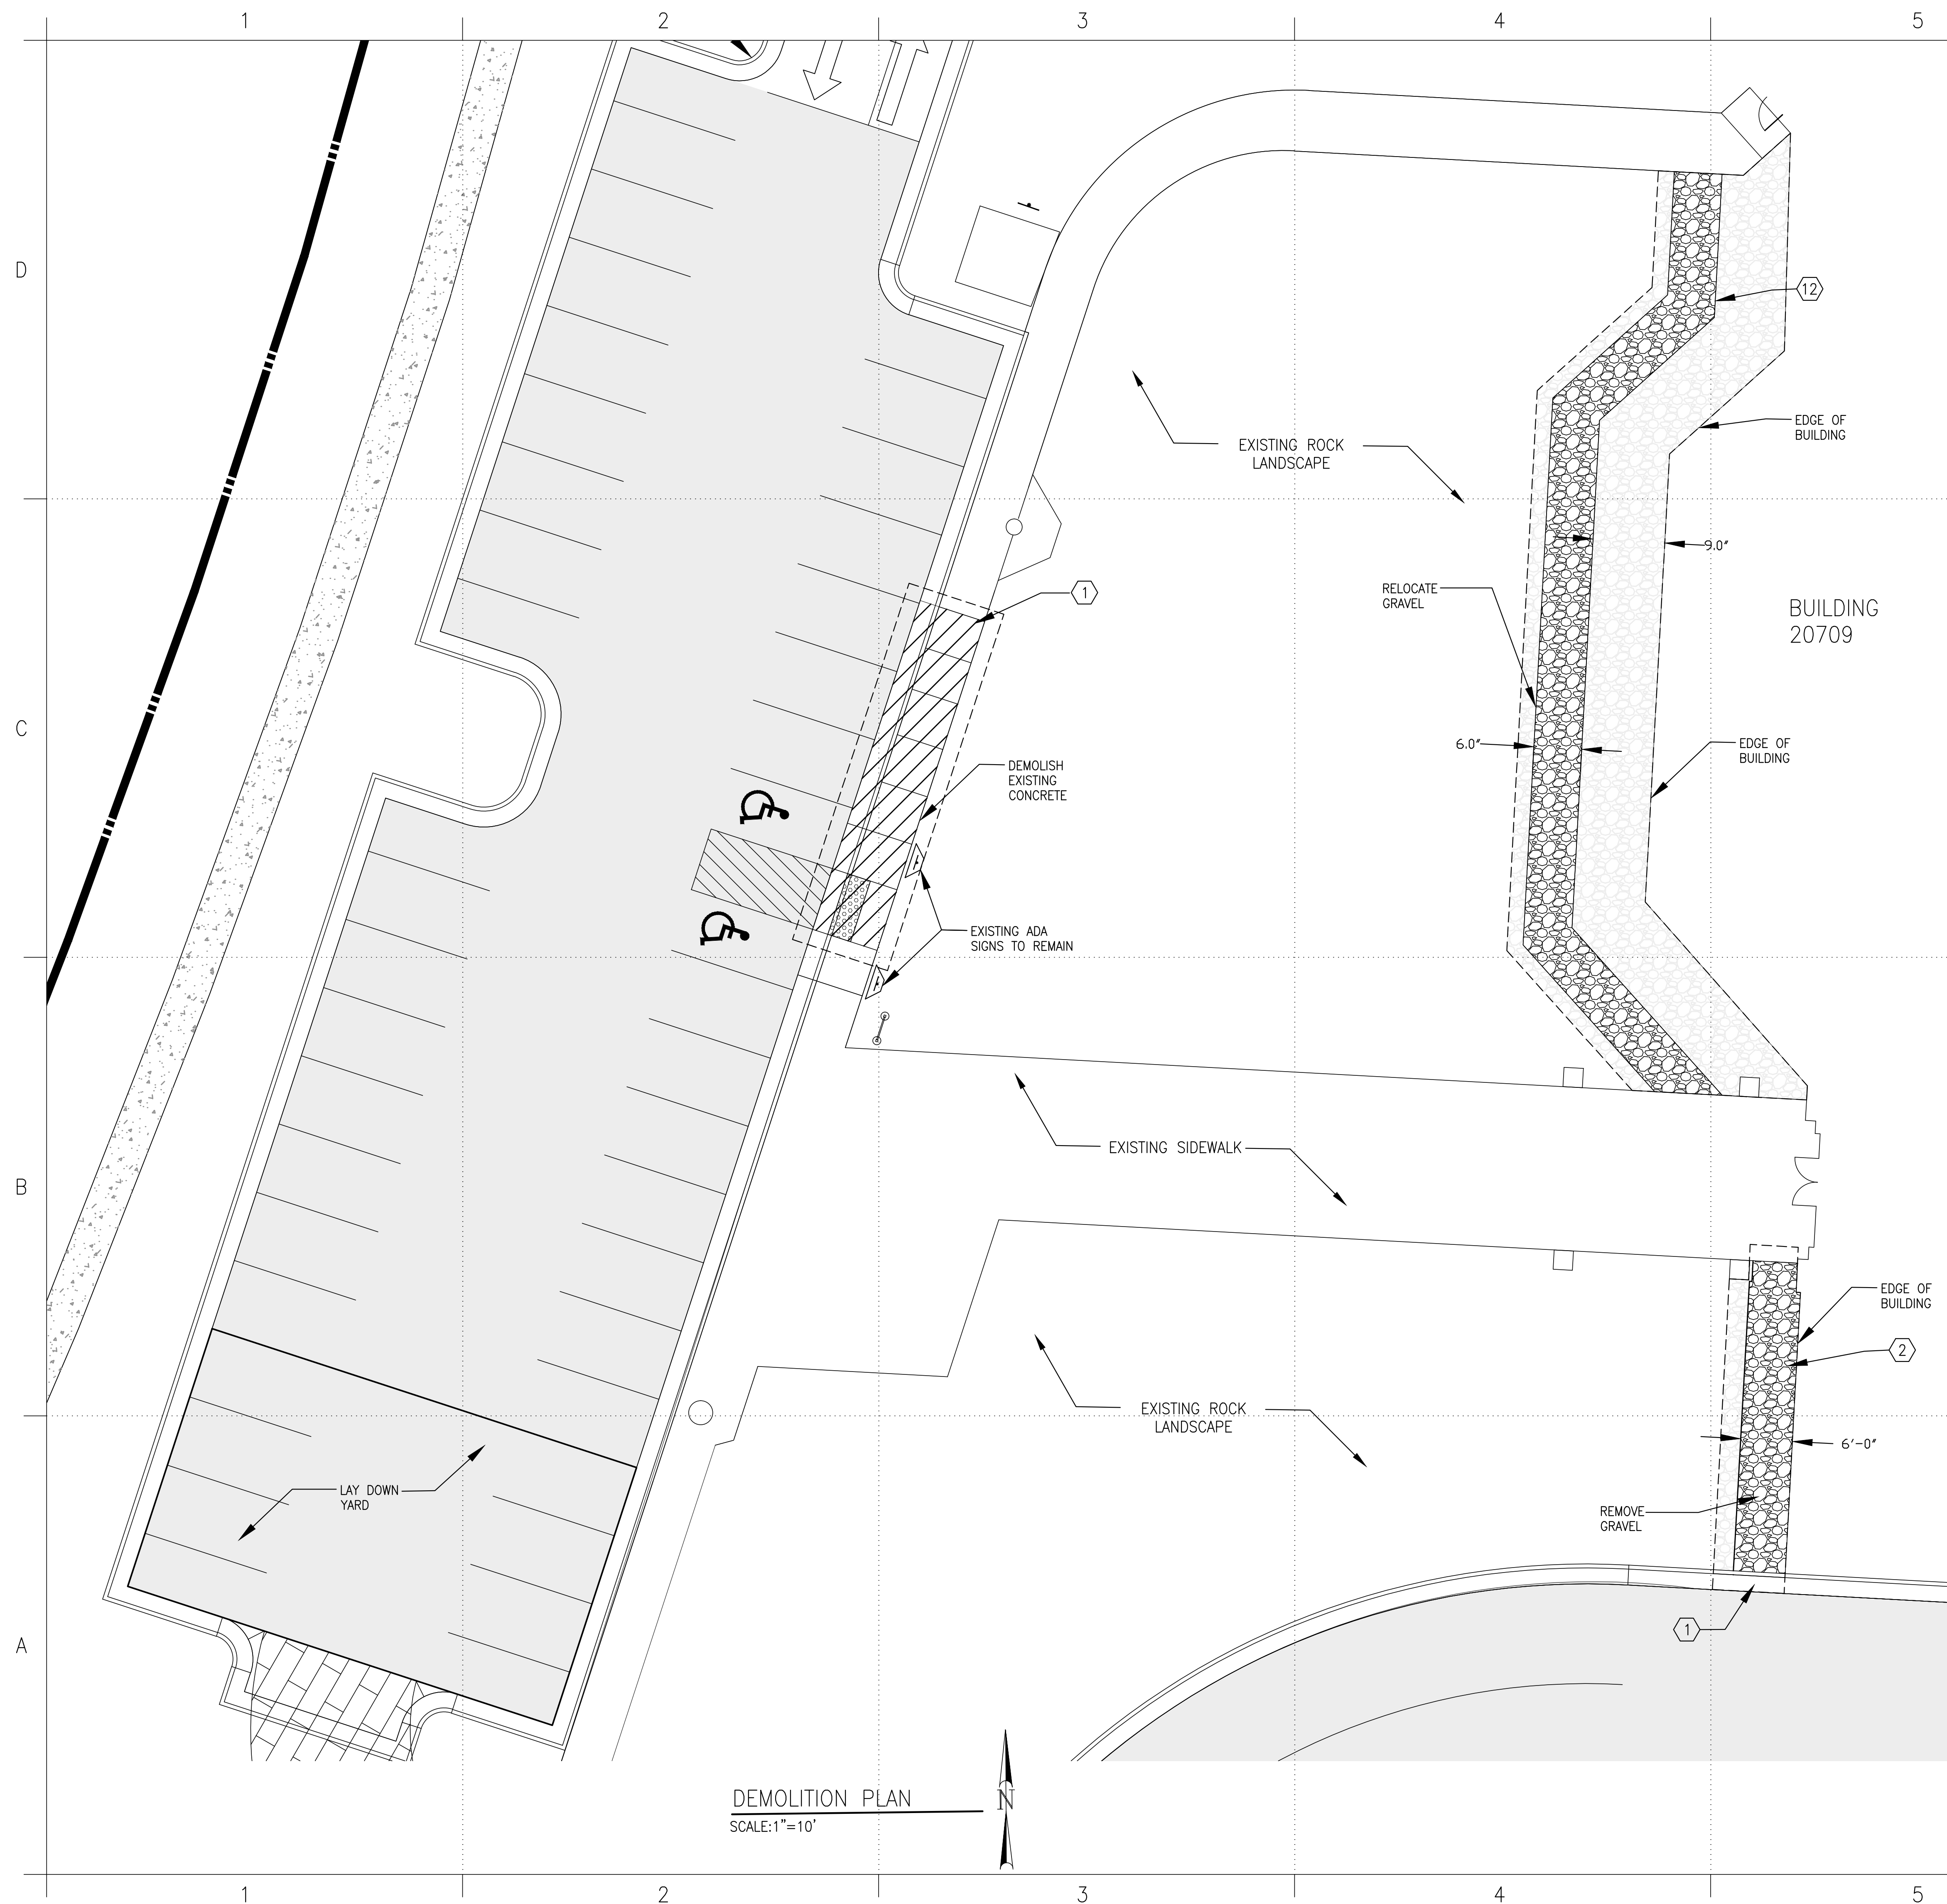 1
2
3
4
5
D
12
EDGE OF
BUILDING
EXISTING ROCK
LANDSCAPE
9.0"
1
RELOCATE
GRAVEL
BUILDING
20709
C
6.0"
EDGE OF
BUILDING
DEMOLISH
EXISTING
CONCRETE
EXISTING ADA
SIGNS TO REMAIN
EXISTING SIDEWALK
B
EDGE OF
BUILDING
2
EXISTING ROCK
LANDSCAPE
6'-0"
LAY DOWN
YARD
REMOVE
GRAVEL
1
A
DEMOLITION PLAN
SCALE:1"=10'
N
1
2
3
4
5